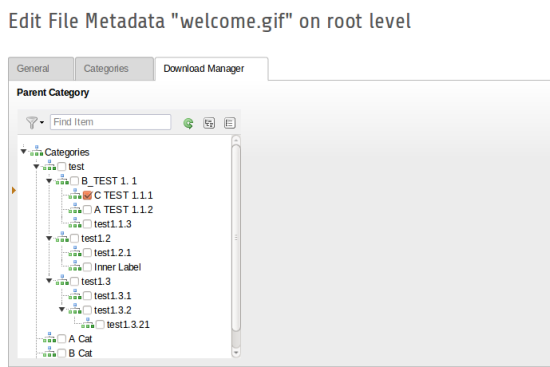 Edit File Metadata "welcome.gif" on root level
General Categories Download Manager
Parent Category
Find Item
Categories
test
B_TEST 1. 1
C TEST 1.1.1
A TEST 1.1.2
test1.1.3
test1.2
test1.2.1
Inner Label
test1.3
test1.3.1
test1.3.2
test1.3.21
A Cat
B Cat